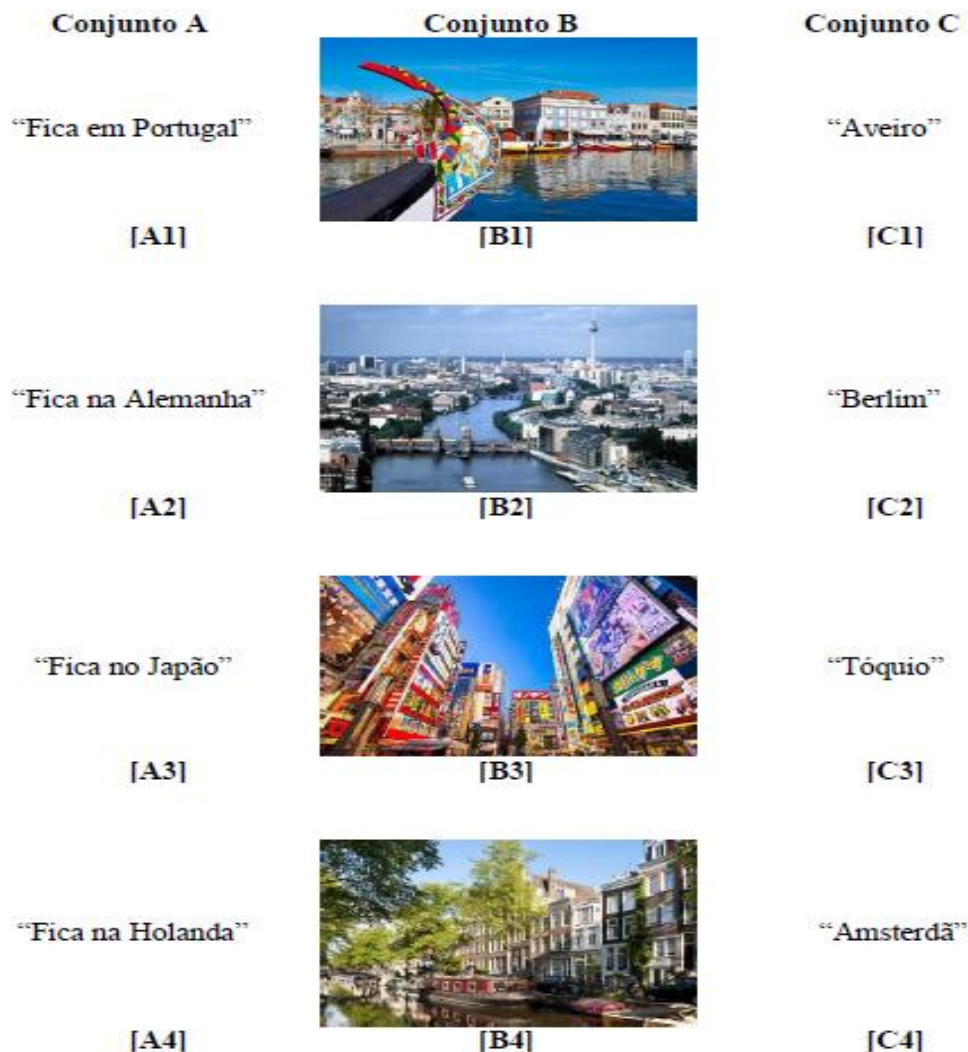 Conjunto A Conjunto B Conjunto C
“Fica em Portugal” “Aveiro”
[A1] [B1] [C1]
“Fica na Alemanha” “Berlim”
[A2] [B2] [C2]
“Fica no Japão” “Tóquio”
[A3] [B3] [C3]
“Fica na Holanda” “Amsterdã”
[A4] [B4] [C4]